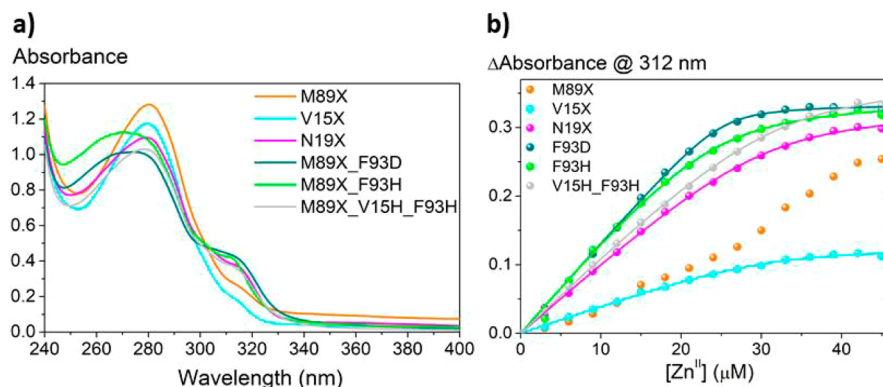 a)
Absorbance
1.4
1.2
1.0
0.8
0.6
0.4
0.2
0.0
240 260 280 300 320 340 360 380 400
Wavelength (nm)
M89X
V15X
N19X
M89X_F93D
M89X_F93H
M89X_V15H_F93H
b)
ΔAbsorbance @ 312 nm
0.3
0.2
0.1
0.0
0 10 20 30 40
[Zn^II] (μM)
M89X
V15X
N19X
F93D
F93H
V15H_F93H